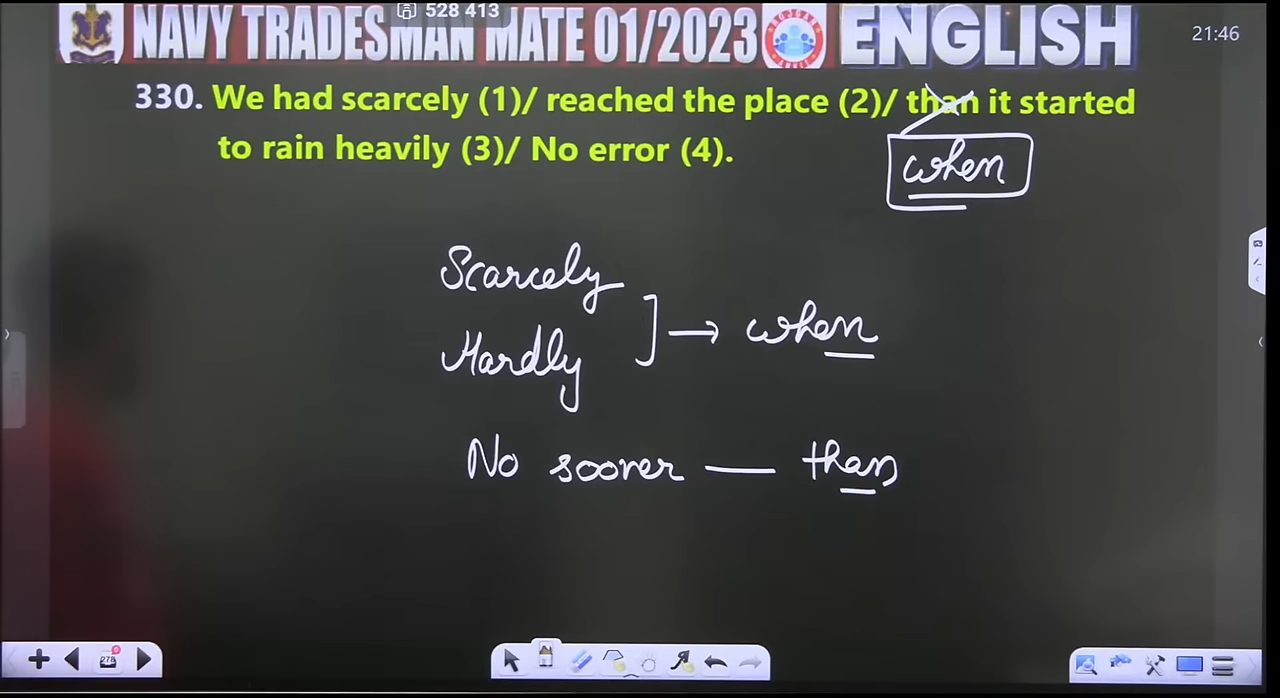 528 413
NAVY TRADESMAN MATE 01/2023 ENGLISH
21:46
330. We had scarcely (1)/ reached the place (2)/ than it started
to rain heavily (3)/ No error (4).
when
Scarcely
Hardly ] → when
No sooner — than
278